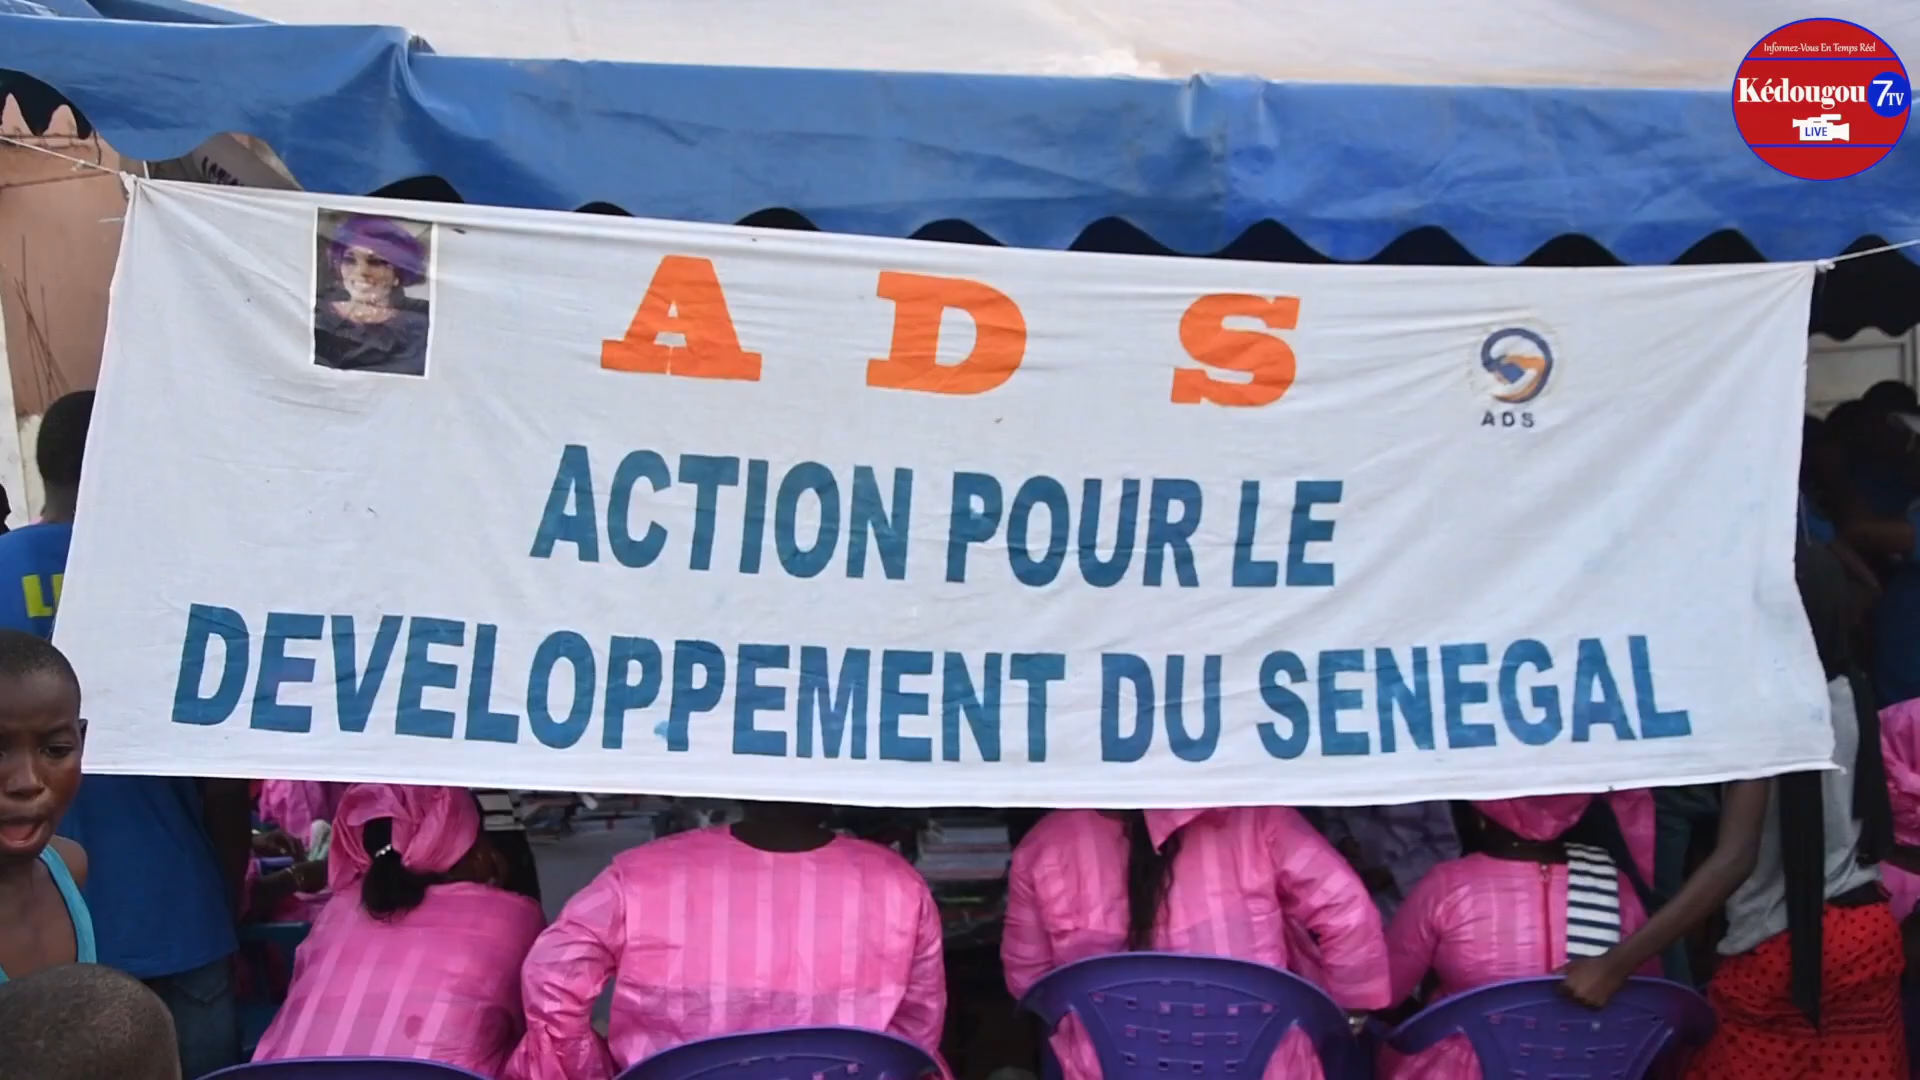 Informez-Vous En Temps Réel
Kédougou 7TV
LIVE
A D S
ADS
ACTION POUR LE
DEVELOPPEMENT DU SENEGAL